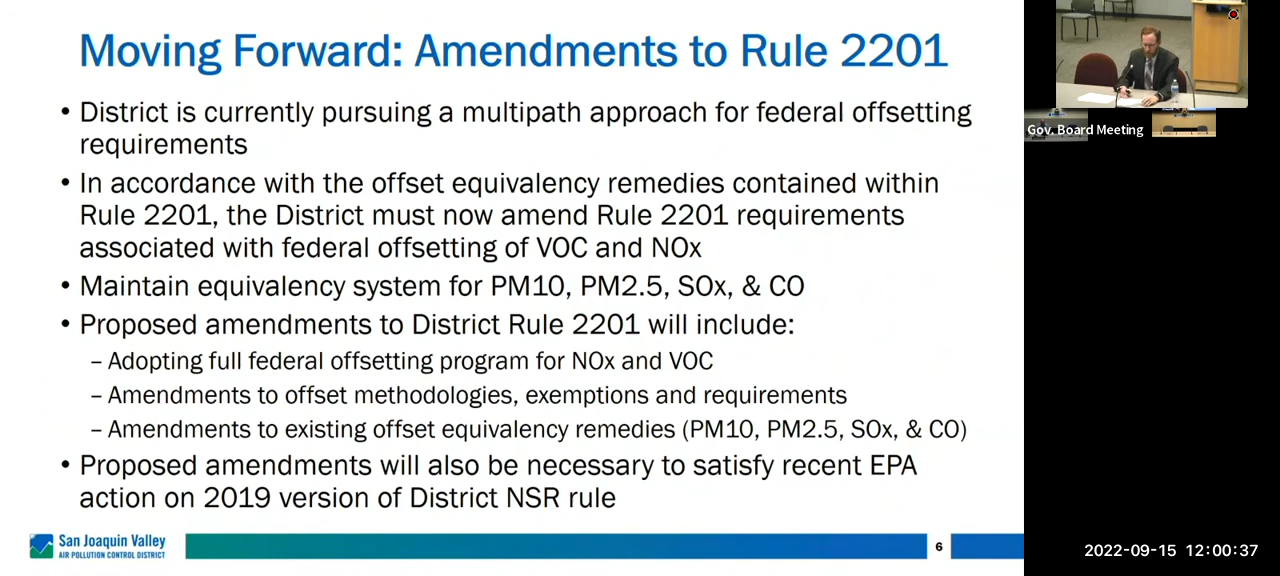 Moving Forward: Amendments to Rule 2201
• District is currently pursuing a multipath approach for federal offsetting
requirements
• In accordance with the offset equivalency remedies contained within
Rule 2201, the District must now amend Rule 2201 requirements
associated with federal offsetting of VOC and NOx
• Maintain equivalency system for PM10, PM2.5, SOx, & CO
• Proposed amendments to District Rule 2201 will include:
– Adopting full federal offsetting program for NOx and VOC
– Amendments to offset methodologies, exemptions and requirements
– Amendments to existing offset equivalency remedies (PM10, PM2.5, SOx, & CO)
• Proposed amendments will also be necessary to satisfy recent EPA
action on 2019 version of District NSR rule
San Joaquin Valley
AIR POLLUTION CONTROL DISTRICT
6
Gov. Board Meeting
2022-09-15 12:00:37